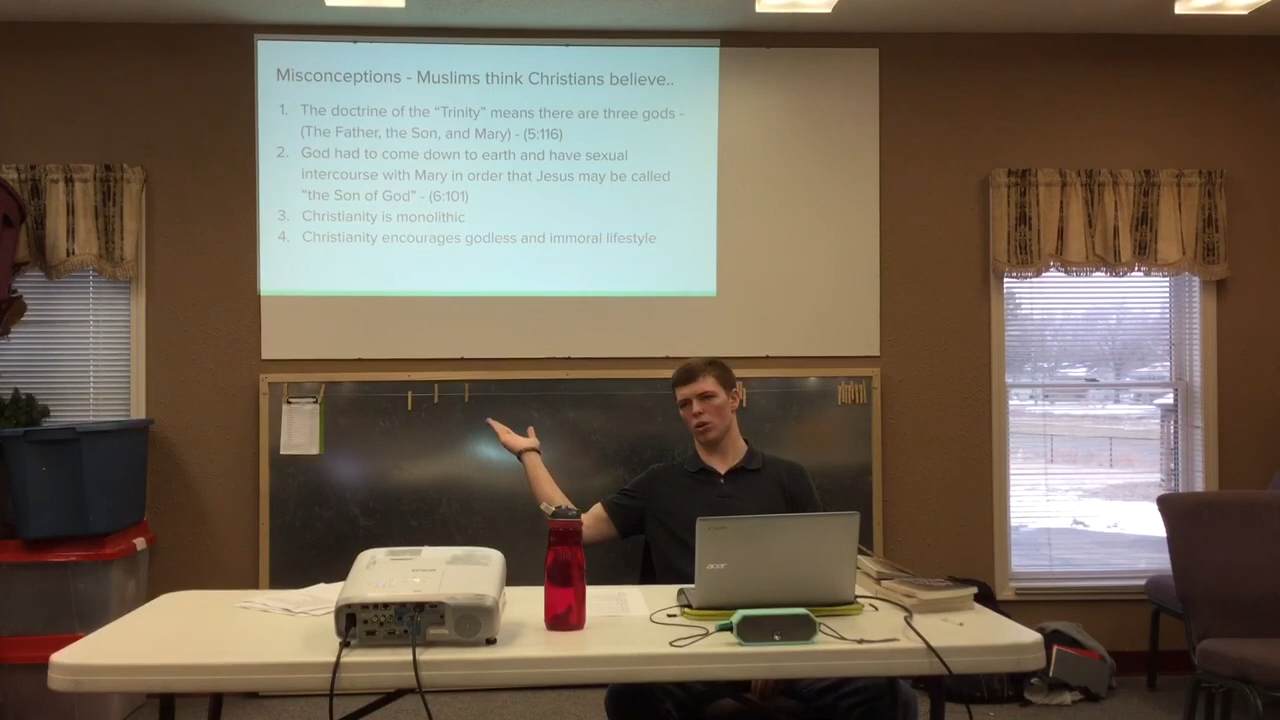 Misconceptions - Muslims think Christians believe..
1. The doctrine of the “Trinity” means there are three gods -
(The Father, the Son, and Mary) - (5:116)
2. God had to come down to earth and have sexual
intercourse with Mary in order that Jesus may be called
“the Son of God” - (6:101)
3. Christianity is monolithic
4. Christianity encourages godless and immoral lifestyle
acer